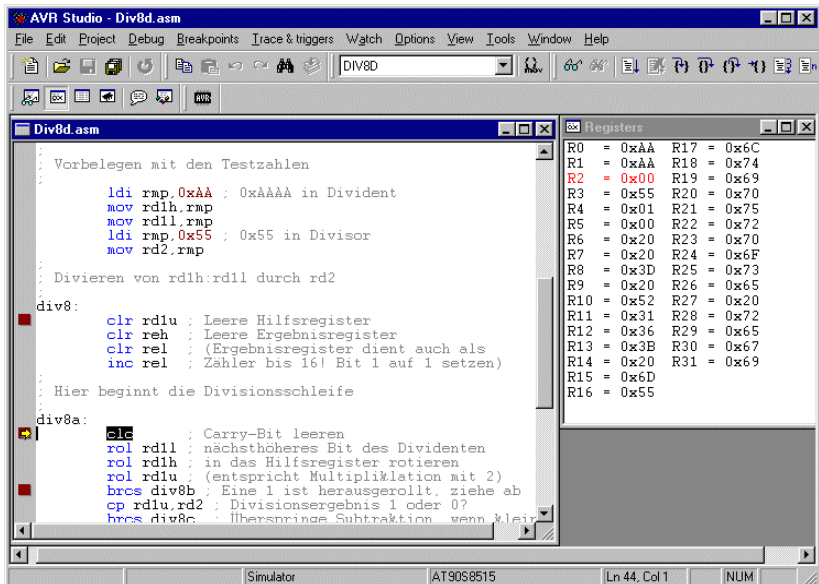 AVR Studio - Div8d.asm
File Edit Project Debug Breakpoints Trace & triggers Watch Options View Tools Window Help
DIV8D
AVR
Div8d.asm
;
; Vorbelegen mit den Testzahlen
;
ldi rmp,0xAA ; 0xAAAA in Divident
mov rd1h,rmp
mov rd1l,rmp
ldi rmp,0x55 ; 0x55 in Divisor
mov rd2,rmp
;
; Divieren von rd1h:rd1l durch rd2
;
div8:
clr rd1u ; Leere Hilfsregister
clr reh ; Leere Ergebnisregister
clr rel ; (Ergebnisregister dient auch als
inc rel ; Zähler bis 16! Bit 1 auf 1 setzen)
;
; Hier beginnt die Divisionsschleife
;
div8a:
clc ; Carry-Bit leeren
rol rd1l ; nächsthöheres Bit des Dividenten
rol rd1h ; in das Hilfsregister rotieren
rol rd1u ; (entspricht Multipliklation mit 2)
brcs div8b ; Eine 1 ist herausgerollt, ziehe ab
cp rd1u,rd2 ; Divisionsergebnis 1 oder 0?
brcs div8c ; Überspringe Subtraktion, wenn klein
Registers
R0 = 0xAA R17 = 0x6C
R1 = 0xAA R18 = 0x74
R2 = 0x00 R19 = 0x69
R3 = 0x55 R20 = 0x70
R4 = 0x01 R21 = 0x75
R5 = 0x00 R22 = 0x72
R6 = 0x20 R23 = 0x70
R7 = 0x20 R24 = 0x6F
R8 = 0x3D R25 = 0x73
R9 = 0x20 R26 = 0x65
R10 = 0x52 R27 = 0x20
R11 = 0x31 R28 = 0x72
R12 = 0x36 R29 = 0x65
R13 = 0x3B R30 = 0x67
R14 = 0x20 R31 = 0x69
R15 = 0x6D
R16 = 0x55
Simulator AT90S8515 Ln 44, Col 1 NUM